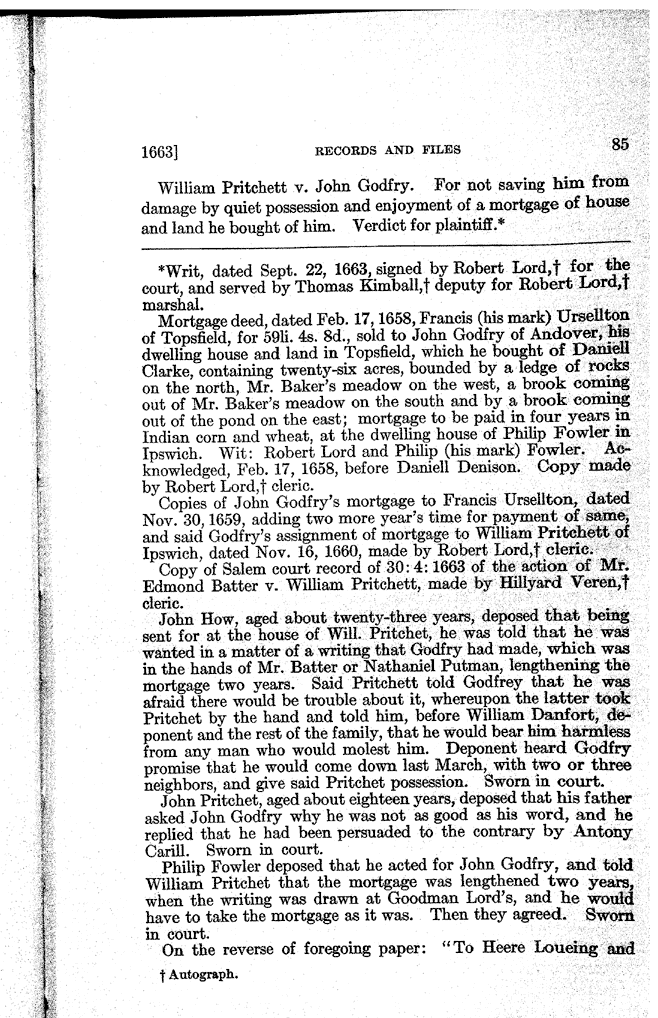 1663] RECORDS AND FILES 85
William Pritchett v. John Godfry. For not saving him from
damage by quiet possession and enjoyment of a mortgage of house
and land he bought of him. Verdict for plaintiff.*
*Writ, dated Sept. 22, 1663, signed by Robert Lord,† for the
court, and served by Thomas Kimball,† deputy for Robert Lord,†
marshal.
Mortgage deed, dated Feb. 17, 1658, Francis (his mark) Ursellton
of Topsfield, for 59li. 4s. 8d., sold to John Godfry of Andover, his
dwelling house and land in Topsfield, which he bought of Daniell
Clarke, containing twenty-six acres, bounded by a ledge of rocks
on the north, Mr. Baker's meadow on the west, a brook coming
out of Mr. Baker's meadow on the south and by a brook coming
out of the pond on the east; mortgage to be paid in four years in
Indian corn and wheat, at the dwelling house of Philip Fowler in
Ipswich. Wit: Robert Lord and Philip (his mark) Fowler. Ac-
knowledged, Feb. 17, 1658, before Daniell Denison. Copy made
by Robert Lord,† cleric.
Copies of John Godfry's mortgage to Francis Ursellton, dated
Nov. 30, 1659, adding two more year's time for payment of same,
and said Godfry's assignment of mortgage to William Pritchett of
Ipswich, dated Nov. 16, 1660, made by Robert Lord,† cleric.
Copy of Salem court record of 30: 4: 1663 of the action of Mr.
Edmond Batter v. William Pritchett, made by Hillyard Veren,†
cleric.
John How, aged about twenty-three years, deposed that being
sent for at the house of Will. Pritchet, he was told that he was
wanted in a matter of a writing that Godfry had made, which was
in the hands of Mr. Batter or Nathaniel Putman, lengthening the
mortgage two years. Said Pritchett told Godfrey that he was
afraid there would be trouble about it, whereupon the latter took
Pritchet by the hand and told him, before William Danfort, de-
ponent and the rest of the family, that he would bear him harmless
from any man who would molest him. Deponent heard Godfry
promise that he would come down last March, with two or three
neighbors, and give said Pritchet possession. Sworn in court.
John Pritchet, aged about eighteen years, deposed that his father
asked John Godfry why he was not as good as his word, and he
replied that he had been persuaded to the contrary by Antony
Carill. Sworn in court.
Philip Fowler deposed that he acted for John Godfry, and told
William Pritchet that the mortgage was lengthened two years,
when the writing was drawn at Goodman Lord's, and he would
have to take the mortgage as it was. Then they agreed. Sworn
in court.
On the reverse of foregoing paper: "To Heere Loueing and
† Autograph.